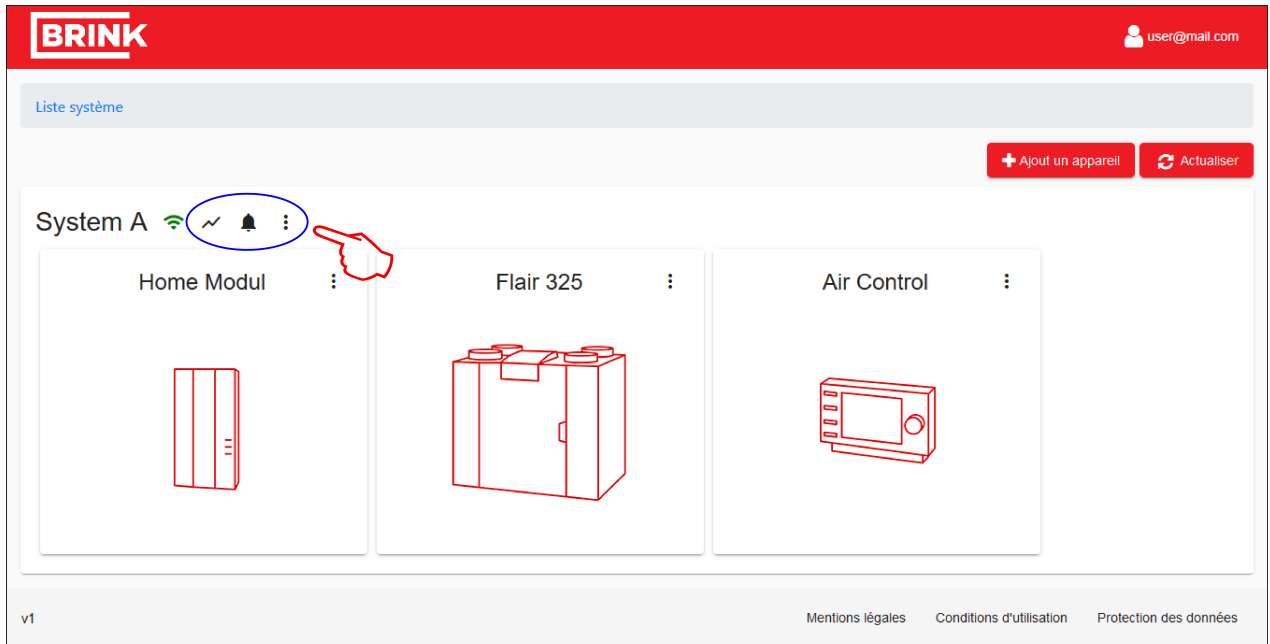 BRINK
user@mail.com
Liste système
Ajout un appareil
Actualiser
System A
Home Modul
Flair 325
Air Control
v1
Mentions légales
Conditions d'utilisation
Protection des données